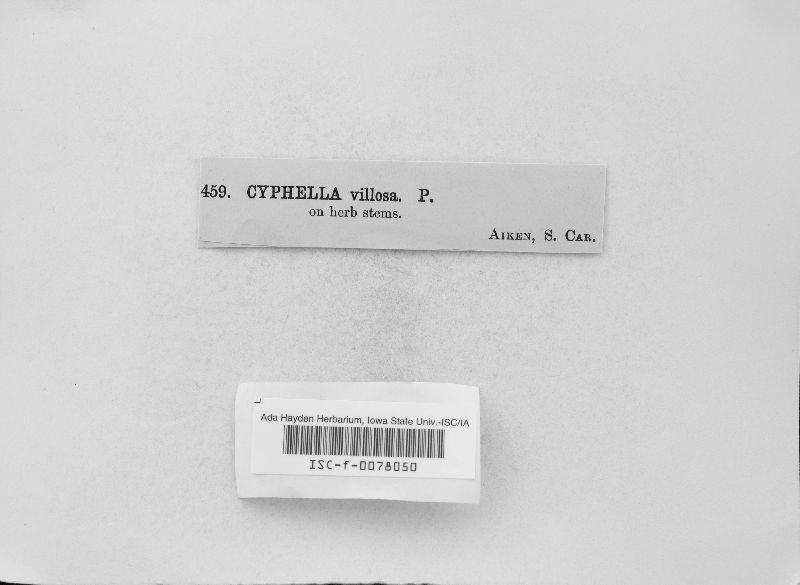 459. CYPHELLA villosa. P.
on herb stems.
AIKEN, S. CAR.
Ada Hayden Herbarium, Iowa State Univ.-ISC/IA
ISC-f-0078050